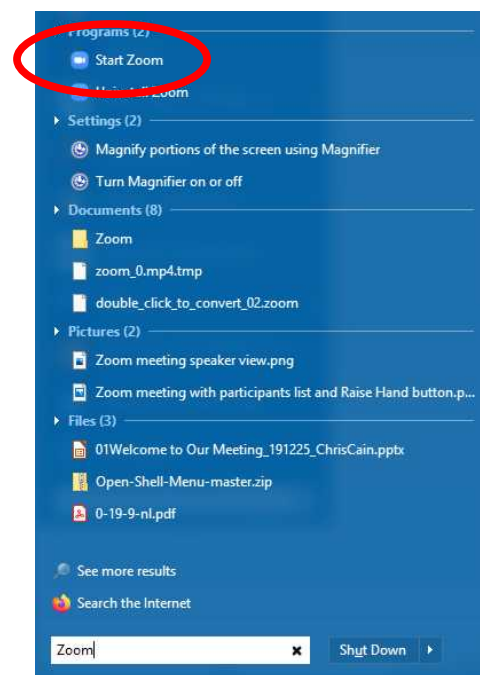 Programs (2)
Start Zoom
Uninstall Zoom
Settings (2)
Magnify portions of the screen using Magnifier
Turn Magnifier on or off
Documents (8)
Zoom
zoom_0.mp4.tmp
double_click_to_convert_02.zoom
Pictures (2)
Zoom meeting speaker view.png
Zoom meeting with participants list and Raise Hand button.p...
Files (3)
01Welcome to Our Meeting_191225_ChrisCain.pptx
Open-Shell-Menu-master.zip
0-19-9-nl.pdf
See more results
Search the Internet
Zoom
Shut Down